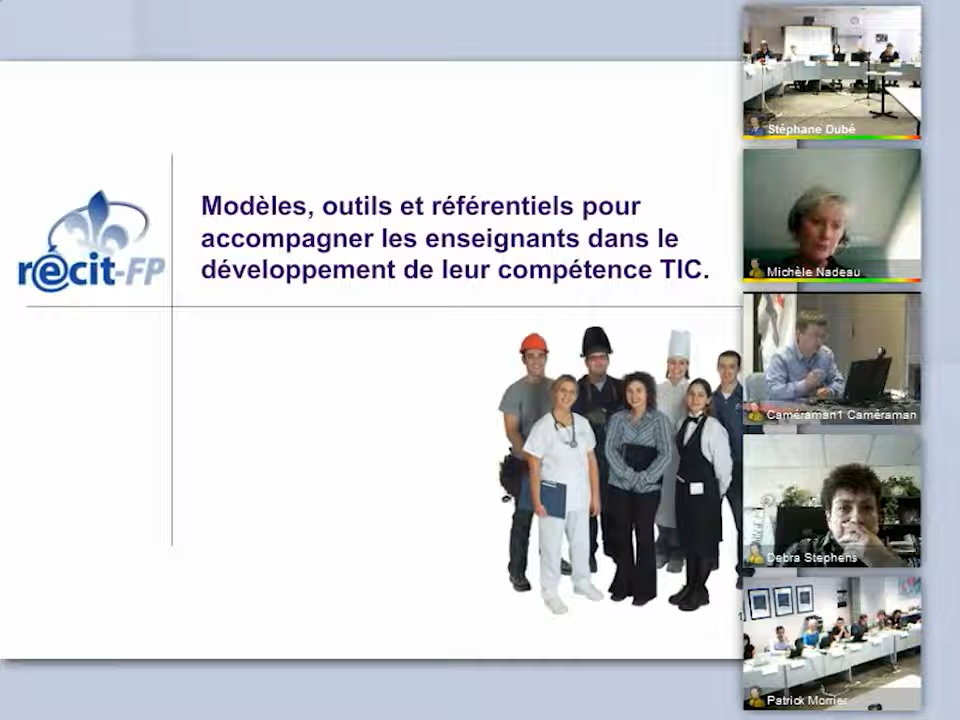 récit-FP
Modèles, outils et référentiels pour
accompagner les enseignants dans le
développement de leur compétence TIC.
Stéphane Dubé
Michèle Nadeau
Caméraman1 Caméraman
Debra Stephens
Patrick Morrier